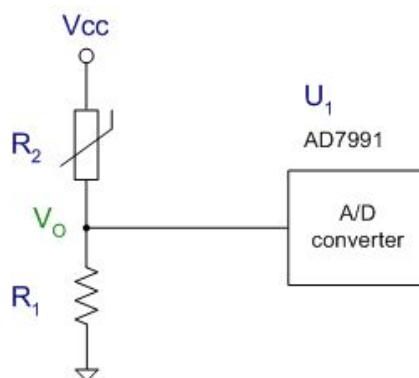 Vcc
U1
AD7991
R2
A/D
converter
VO
R1